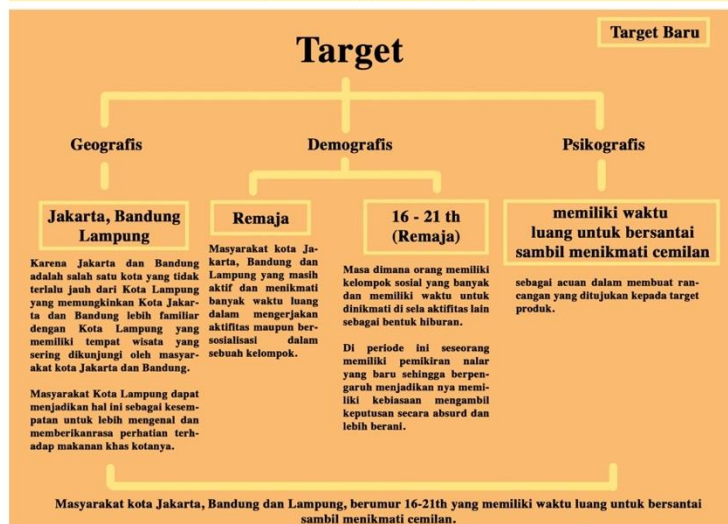 Target Baru
Target
Geografis
Demografis
Psikografis
Jakarta, Bandung
Lampung
Karena Jakarta dan Bandung
adalah salah satu kota yang tidak
terlalu jauh dari Kota Lampung
yang memungkinkan Kota Jakar-
ta dan Bandung lebih familiar
dengan Kota Lampung yang
memiliki tempat wisata yang
sering dikunjungi oleh masyar-
akat kota Jakarta dan Bandung.
Masyarakat Kota Lampung dapat
menjadikan hal ini sebagai kesem-
patan untuk lebih mengenal dan
memberikanrasa perhatian terh-
adap makanan khas kotanya.
Remaja
Masyarakat kota Ja-
karta, Bandung dan
Lampung yang masih
aktif dan menikmati
banyak waktu luang
dalam mengerjakan
aktifitas maupun ber-
sosialisasi dalam
sebuah kelompok.
16 - 21 th
(Remaja)
Masa dimana orang memiliki
kelompok sosial yang banyak
dan memiliki waktu untuk
dinikmati di sela aktifitas lain
sebagai bentuk hiburan.
Di periode ini seseorang
memiliki pemikiran nalar
yang baru sehingga berpen-
garuh menjadikan nya memi-
liki kebiasaan mengambil
keputusan secara absurd dan
lebih berani.
memiliki waktu
luang untuk bersantai
sambil menikmati cemilan
sebagai acuan dalam membuat ran-
cangan yang ditujukan kepada target
produk.
Masyarakat kota Jakarta, Bandung dan Lampung, berumur 16-21th yang memiliki waktu luang untuk bersantai
sambil menikmati cemilan.